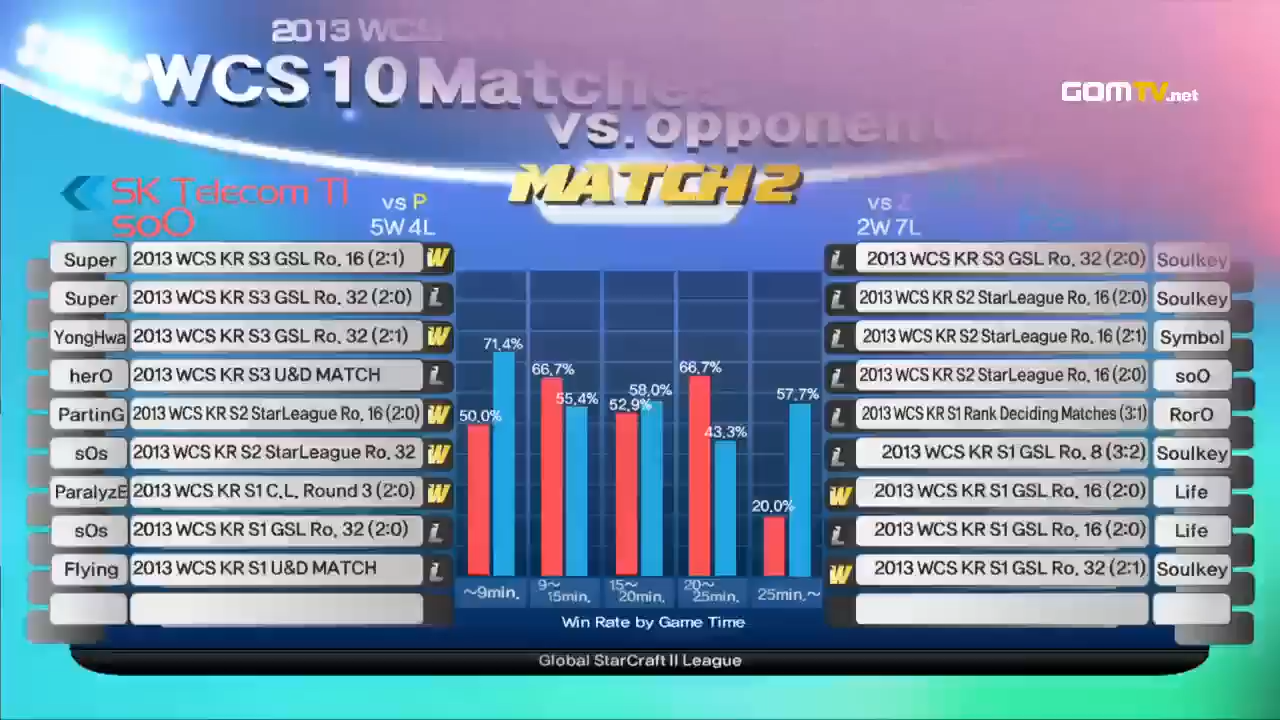 2013 WCS
WCS 10 Matches
vs. opponent
GOMTV.net
MATCH 2
SK Telecom T1
soO
vs P
5W 4L
vs Z
2W 7L
Super 2013 WCS KR S3 GSL Ro. 16 (2:1) W
Super 2013 WCS KR S3 GSL Ro. 32 (2:0) L
YongHwa 2013 WCS KR S3 GSL Ro. 32 (2:1) W
herO 2013 WCS KR S3 U&D MATCH L
PartinG 2013 WCS KR S2 StarLeague Ro. 16 (2:0) W
sOs 2013 WCS KR S2 StarLeague Ro. 32 W
ParalyzE 2013 WCS KR S1 C.L. Round 3 (2:0) W
sOs 2013 WCS KR S1 GSL Ro. 32 (2:0) L
Flying 2013 WCS KR S1 U&D MATCH L
50.0% 71.4%
66.7% 55.4%
52.9% 58.0%
66.7% 43.3%
20.0% 57.7%
~9min.
9~ 15min.
15~ 20min.
20~ 25min.
25min.~
Win Rate by Game Time
L 2013 WCS KR S3 GSL Ro. 32 (2:0) Soulkey
L 2013 WCS KR S2 StarLeague Ro. 16 (2:0) Soulkey
L 2013 WCS KR S2 StarLeague Ro. 16 (2:1) Symbol
L 2013 WCS KR S2 StarLeague Ro. 16 (2:0) soO
L 2013 WCS KR S1 Rank Deciding Matches (3:1) RorO
L 2013 WCS KR S1 GSL Ro. 8 (3:2) Soulkey
W 2013 WCS KR S1 GSL Ro. 16 (2:0) Life
L 2013 WCS KR S1 GSL Ro. 16 (2:0) Life
W 2013 WCS KR S1 GSL Ro. 32 (2:1) Soulkey
Global StarCraft II League